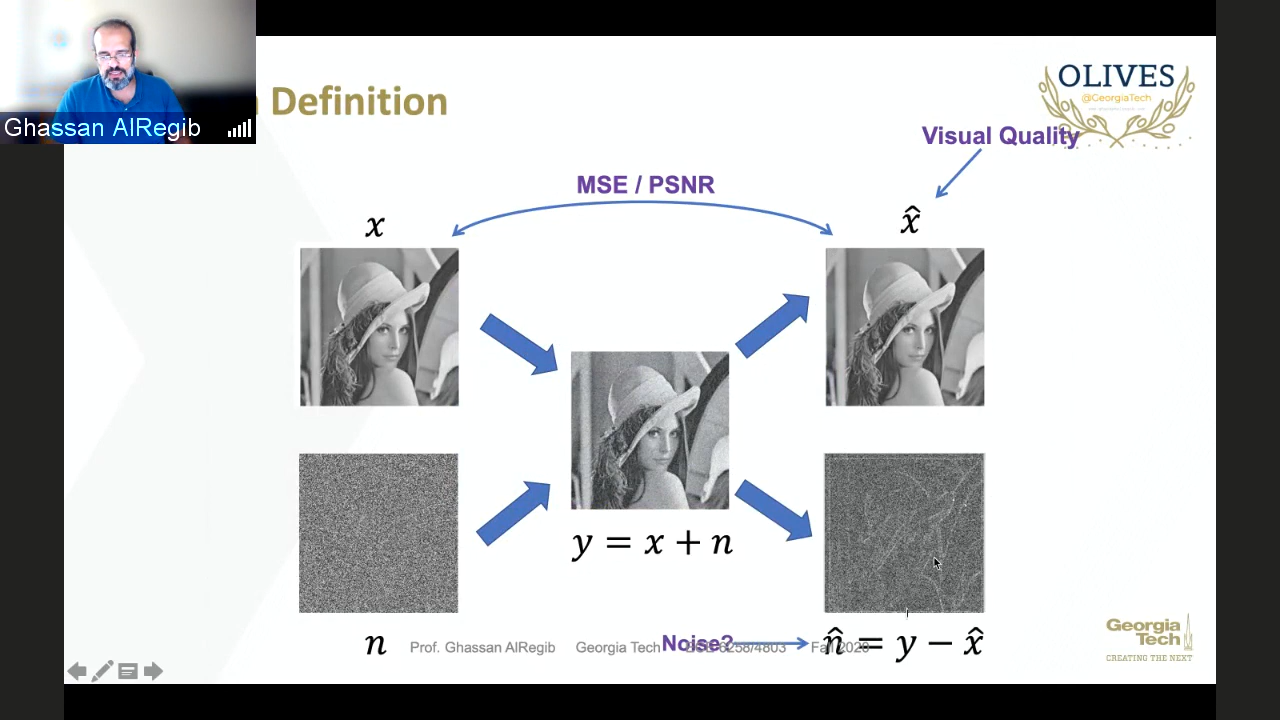 Ghassan AlRegib
Definition
OLIVES
@GeorgiaTech
Visual Quality
MSE / PSNR
x
x̂
y = x + n
n
Prof. Ghassan AlRegib Georgia Tech 6258/4803 Fall 2020
Noise?
n̂ = y − x̂
Georgia
Tech
CREATING THE NEXT